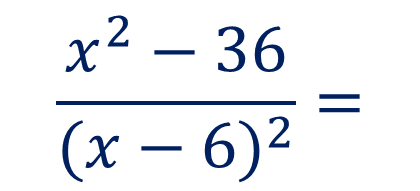 x² − 36
(x − 6)² =